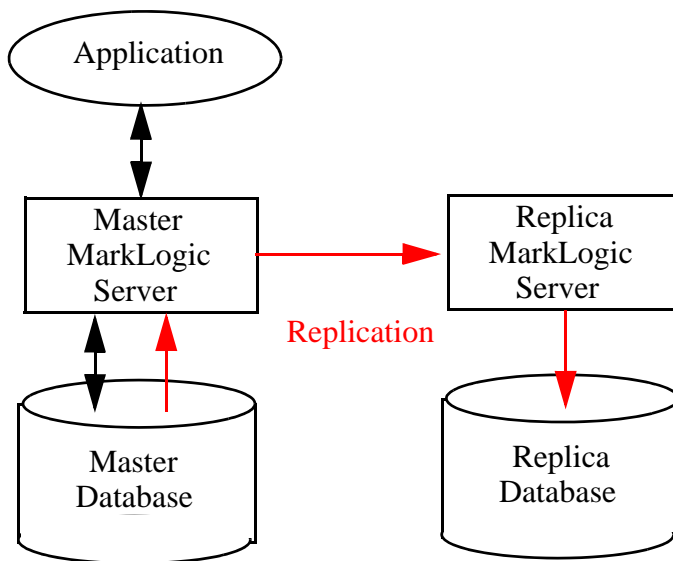 Application
Master
MarkLogic
Server
Replica
MarkLogic
Server
Replication
Master
Database
Replica
Database